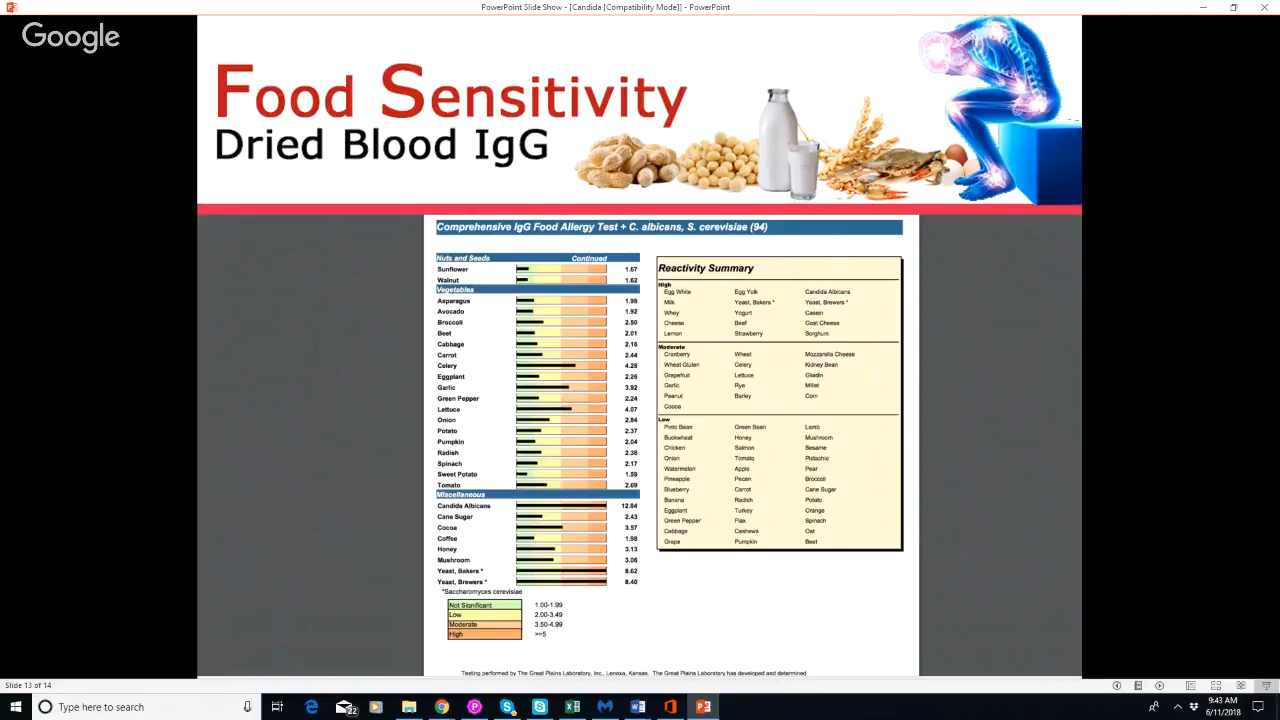 PowerPoint Slide Show - [Candida [Compatibility Mode]] - PowerPoint
Google
Food Sensitivity
Dried Blood IgG
Comprehensive IgG Food Allergy Test + C. albicans, S. cerevisiae (94)
Nuts and Seeds Continued
Sunflower 1.67
Walnut 1.62
Vegetables
Asparagus 1.98
Avocado 1.92
Broccoli 2.50
Beet 2.01
Cabbage 2.16
Carrot 2.44
Celery 4.28
Eggplant 2.26
Garlic 3.92
Green Pepper 2.24
Lettuce 4.07
Onion 2.84
Potato 2.37
Pumpkin 2.04
Radish 2.38
Spinach 2.17
Sweet Potato 1.59
Tomato 2.69
Miscellaneous
Candida Albicans 12.84
Cane Sugar 2.43
Cocoa 3.57
Coffee 1.98
Honey 3.13
Mushroom 3.06
Yeast, Bakers * 8.62
Yeast, Brewers * 8.40
*Saccharomyces cerevisiae
Not Significant 1.00-1.99
Low 2.00-3.49
Moderate 3.50-4.99
High >=5
Reactivity Summary
High
Egg White Egg Yolk Candida Albicans
Milk Yeast, Bakers * Yeast, Brewers *
Whey Yogurt Casein
Cheese Beef Goat Cheese
Lemon Strawberry Sorghum
Moderate
Cranberry Wheat Mozzarella Cheese
Wheat Gluten Celery Kidney Bean
Grapefruit Lettuce Gliadin
Garlic Rye Millet
Peanut Barley Corn
Cocoa
Low
Pinto Bean Green Bean Lamb
Buckwheat Honey Mushroom
Chicken Salmon Sesame
Onion Tomato Pistachio
Watermelon Apple Pear
Pineapple Pecan Broccoli
Blueberry Carrot Cane Sugar
Banana Radish Potato
Eggplant Turkey Orange
Green Pepper Flax Spinach
Cabbage Cashews Oat
Grape Pumpkin Beet
Testing performed by The Great Plains Laboratory, Inc., Lenexa, Kansas. The Great Plains Laboratory has developed and determined
Slide 13 of 14
Type here to search
22
9:43 AM
6/11/2018